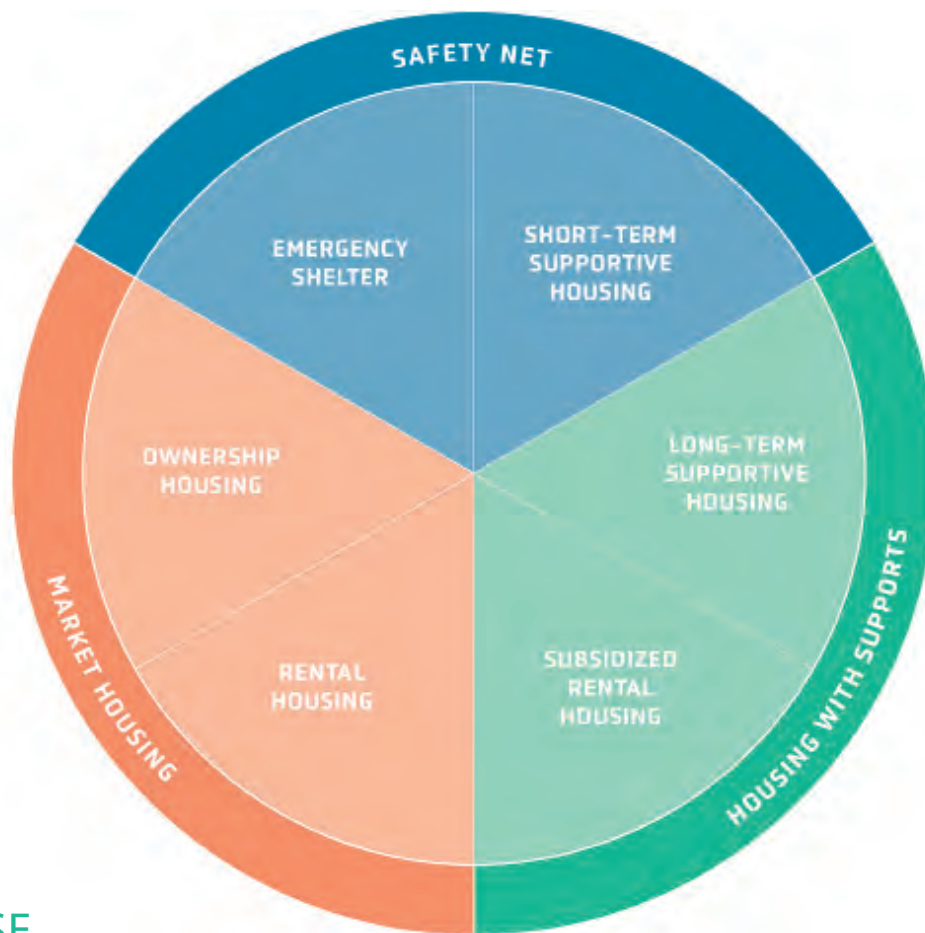 SAFETY NET
EMERGENCY
SHELTER
SHORT-TERM
SUPPORTIVE
HOUSING
OWNERSHIP
HOUSING
LONG-TERM
SUPPORTIVE
HOUSING
RENTAL
HOUSING
SUBSIDIZED
RENTAL
HOUSING
MARKET HOUSING
HOUSING WITH SUPPORTS